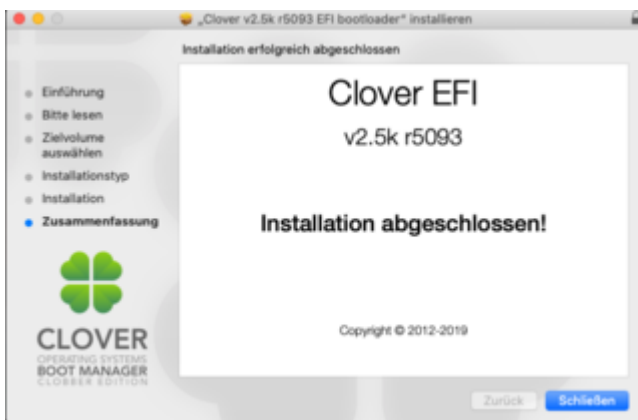 „Clover v2.5k r5093 EFI bootloader“ installieren
Installation erfolgreich abgeschlossen
Einführung
Bitte lesen
Zielvolume
auswählen
Installationstyp
Installation
Zusammenfassung
Clover EFI
v2.5k r5093
Installation abgeschlossen!
Copyright © 2012-2019
CLOVER
OPERATING SYSTEMS
BOOT MANAGER
CLOBBER EDITION
Zurück
Schließen